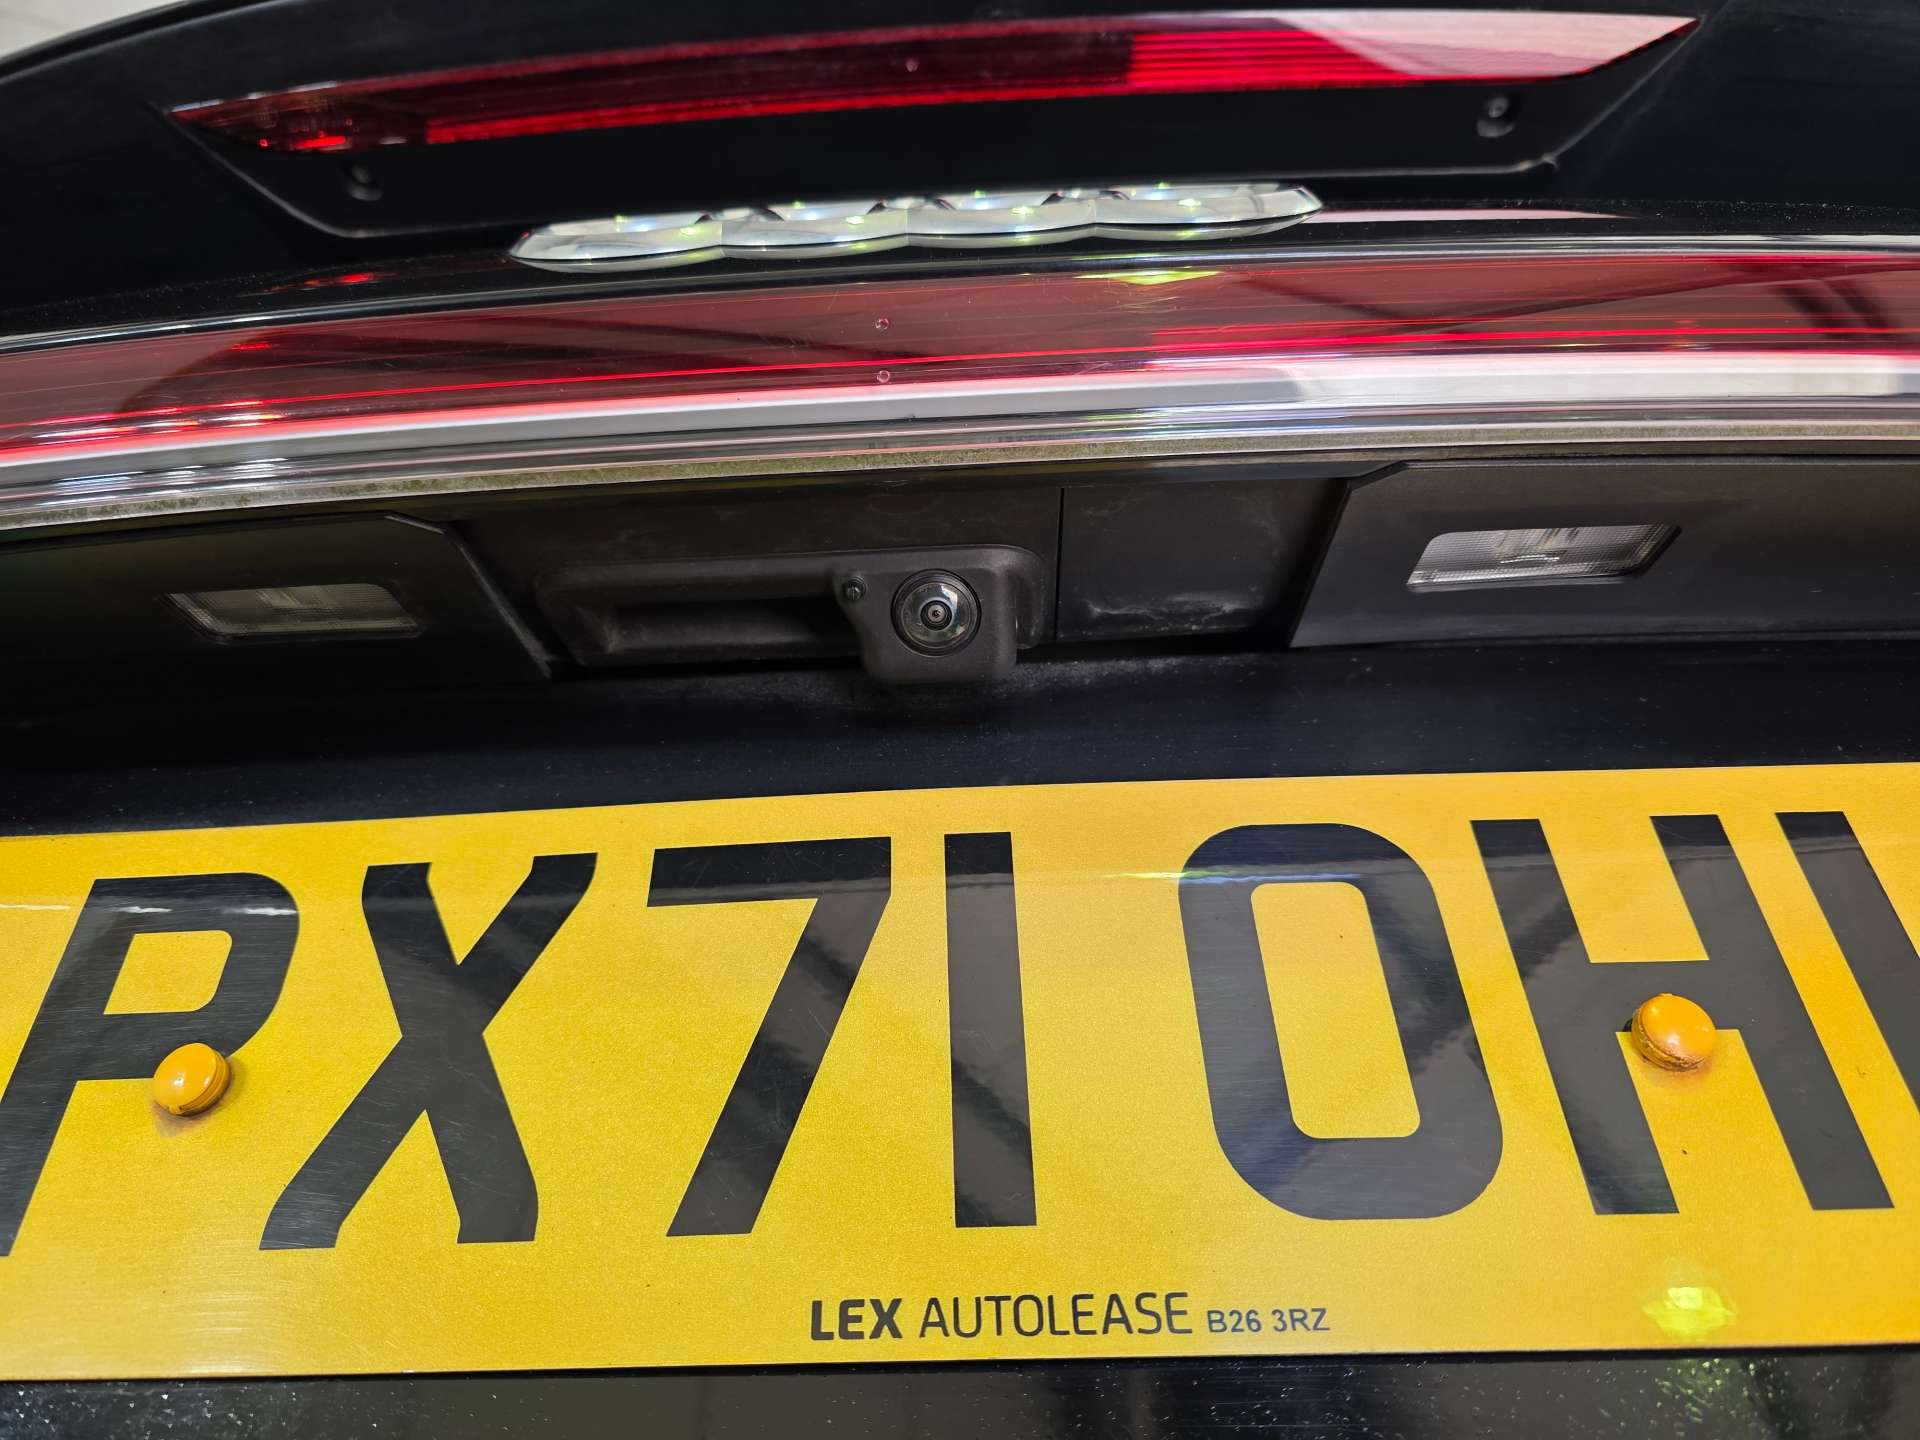 PX71 OH
LEX AUTOLEASE B26 3RZ